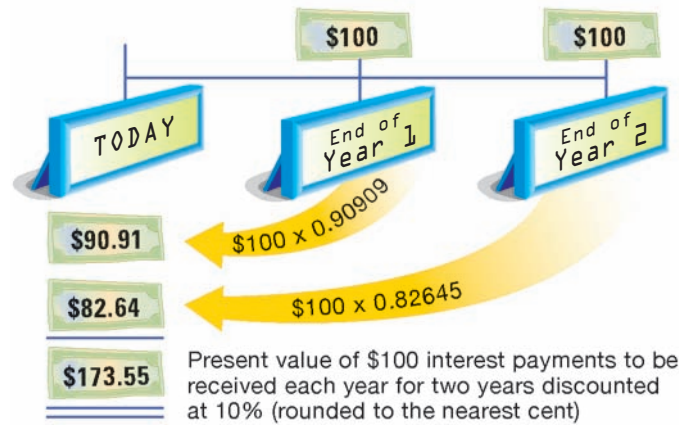 $100
$100
TODAY
End of
Year 1
End of
Year 2
$90.91
$100 x 0.90909
$82.64
$100 x 0.82645
$173.55
Present value of $100 interest payments to be
received each year for two years discounted
at 10% (rounded to the nearest cent)